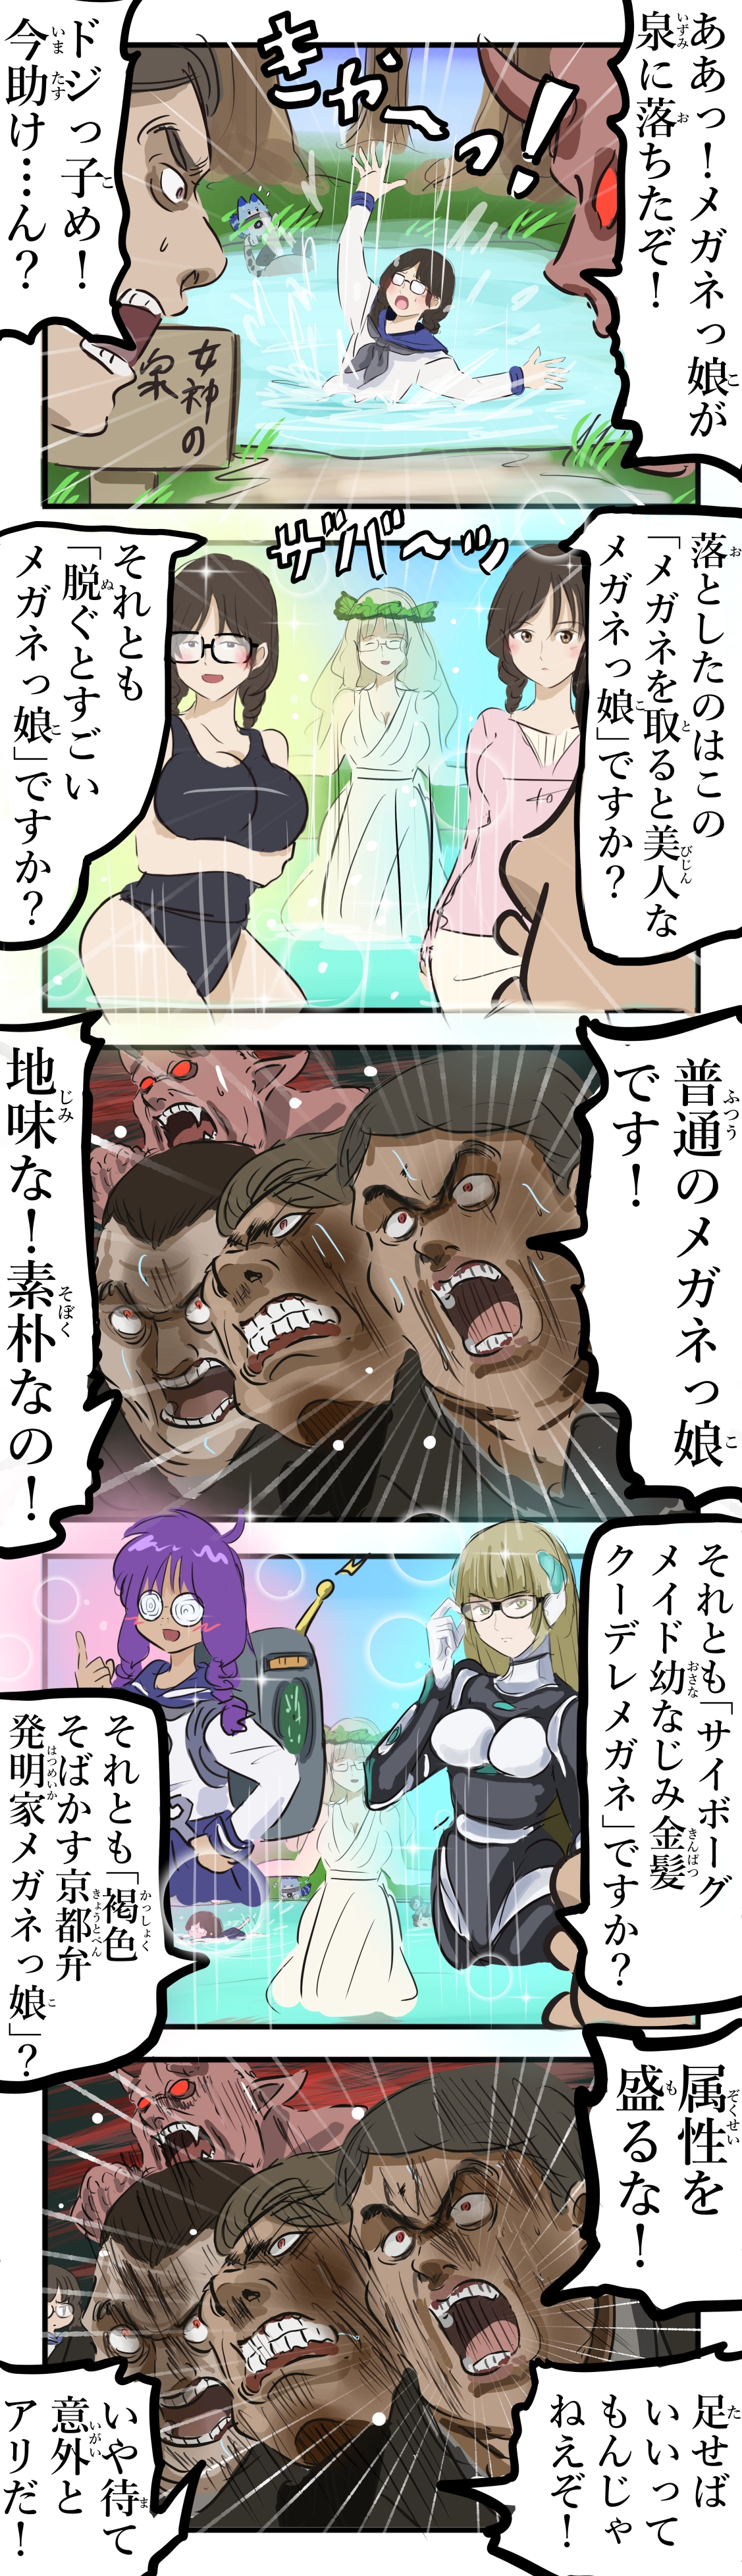 ああっ！メガネっ娘が
泉に落ちたぞ！
きゃーっ！
ドジっ子め！
今助け…ん？
女神の
泉
ザバーッ
落としたのはこの
「メガネを取ると美人な
メガネっ娘」ですか？
それとも
「脱ぐとすごい
メガネっ娘」ですか？
普通のメガネっ娘
です！
地味な！素朴なの！
それとも「サイボーグ
メイド幼なじみ金髪
クーデレメガネ」ですか？
それとも「褐色
そばかす京都弁
発明家メガネっ娘」？
属性を
盛るな！
足せば
いいって
もんじゃ
ねえぞ！
いや待て
意外と
アリだ！